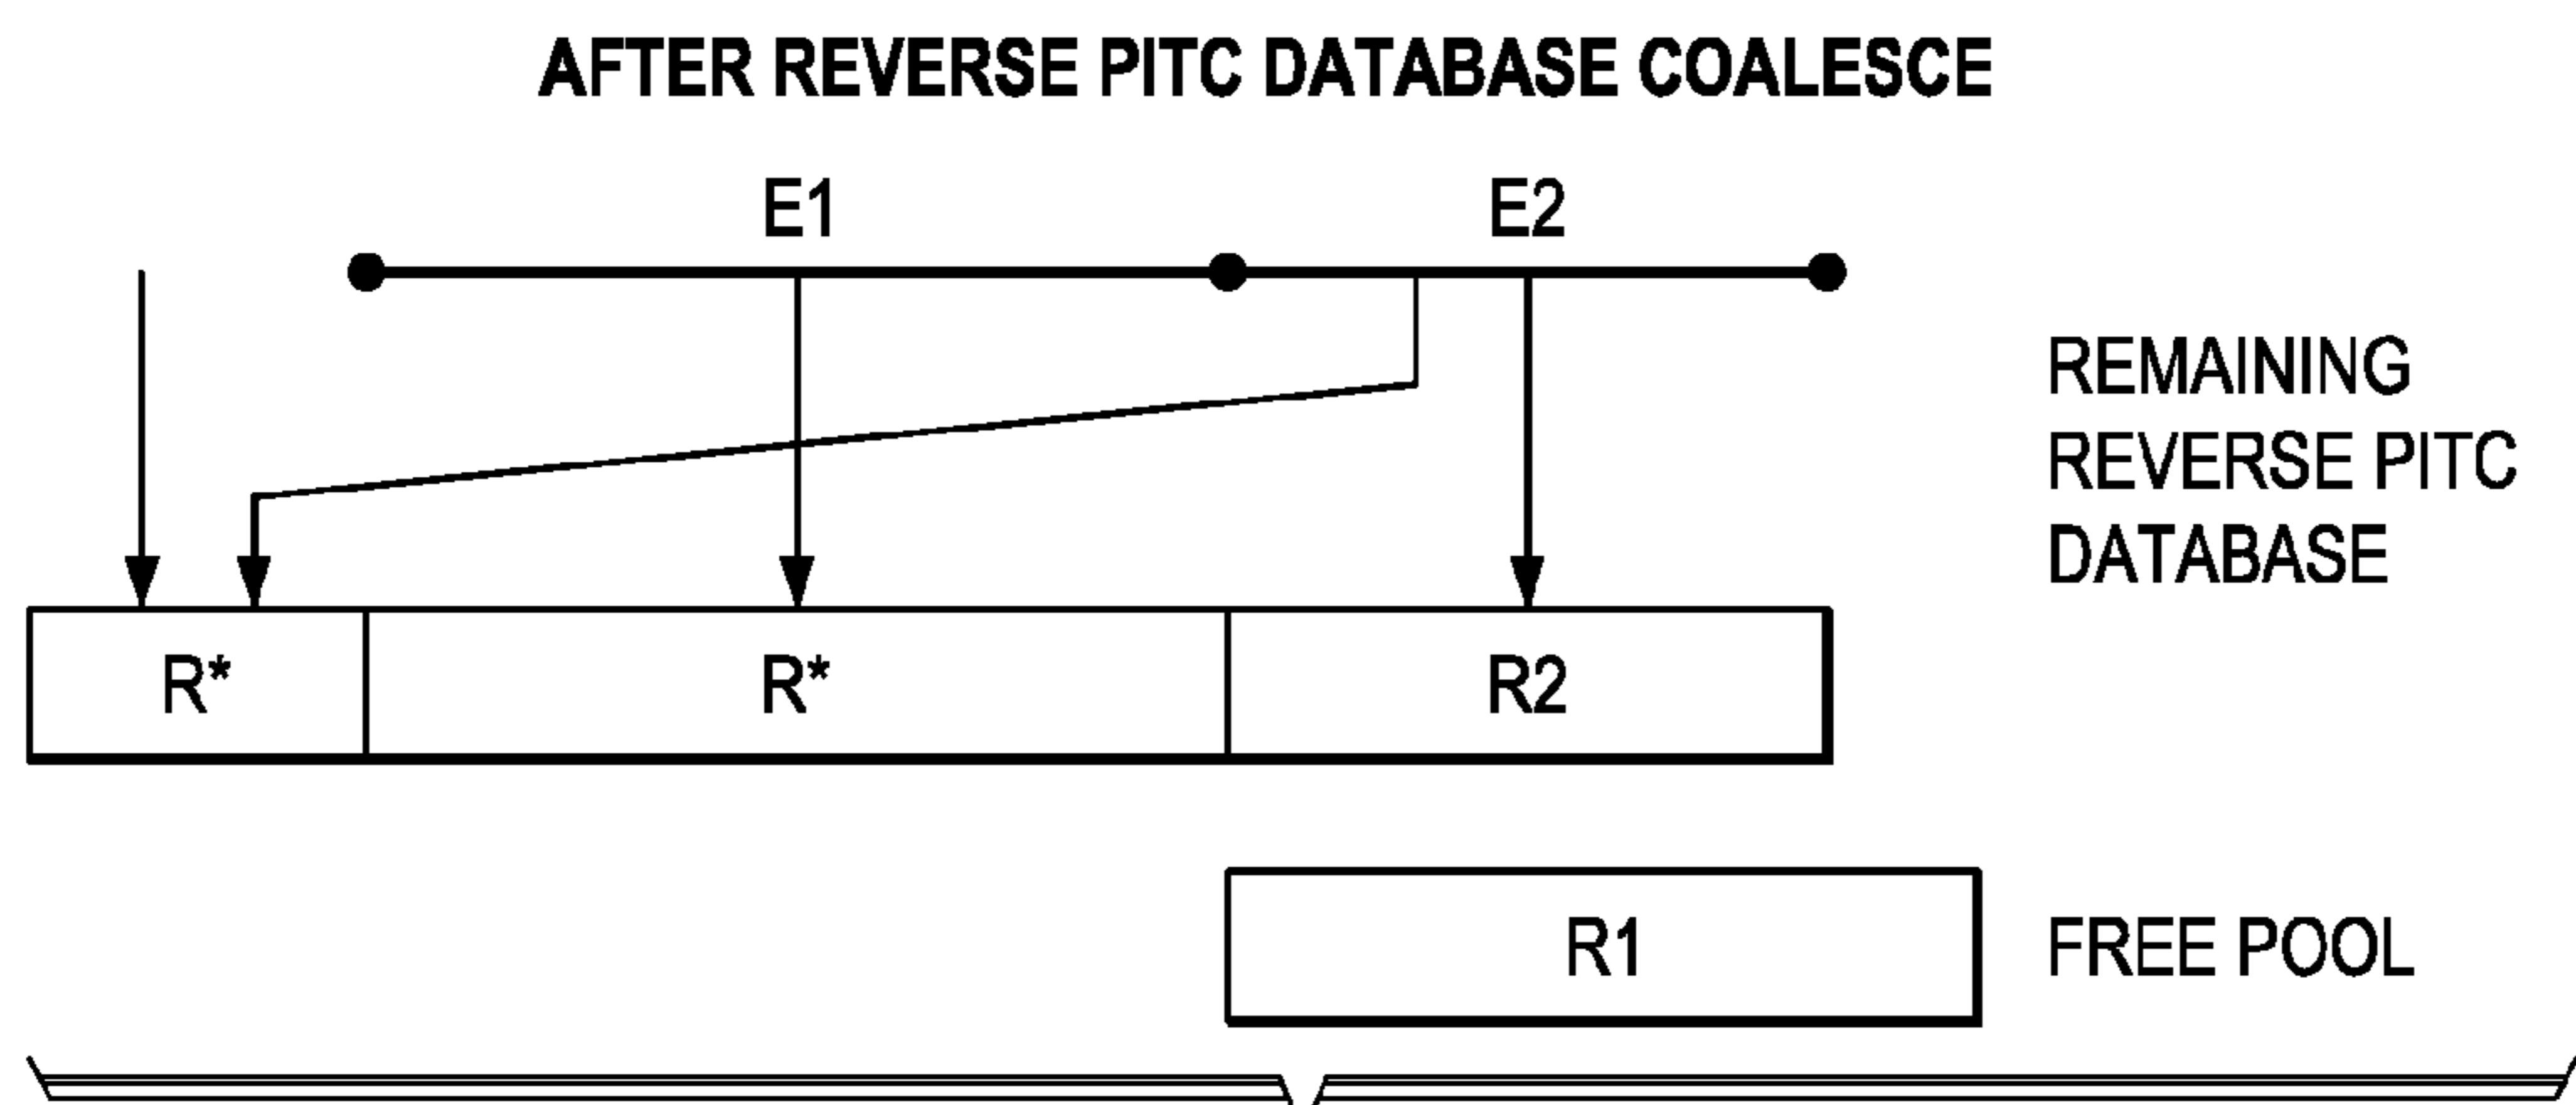 AFTER REVERSE PITC DATABASE COALESCE
E1 E2
REMAINING
REVERSE PITC
DATABASE
R* R* R2
R1 FREE POOL